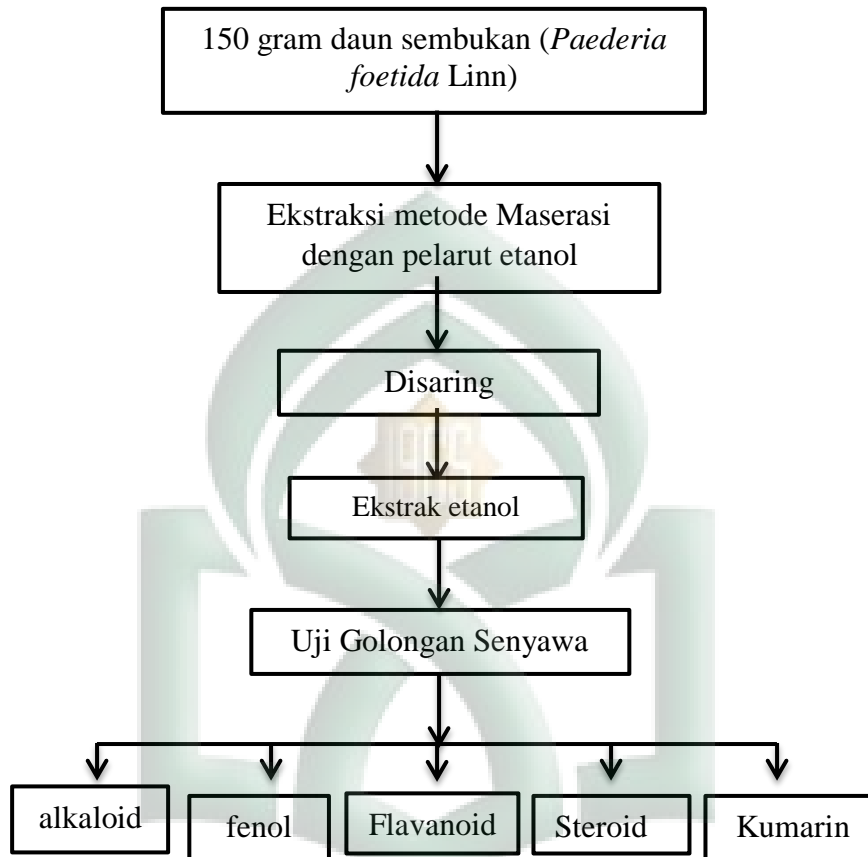 150 gram daun sembukan (Paederia
foetida Linn)
Ekstraksi metode Maserasi
dengan pelarut etanol
Disaring
Ekstrak etanol
Uji Golongan Senyawa
alkaloid
fenol
Flavanoid
Steroid
Kumarin